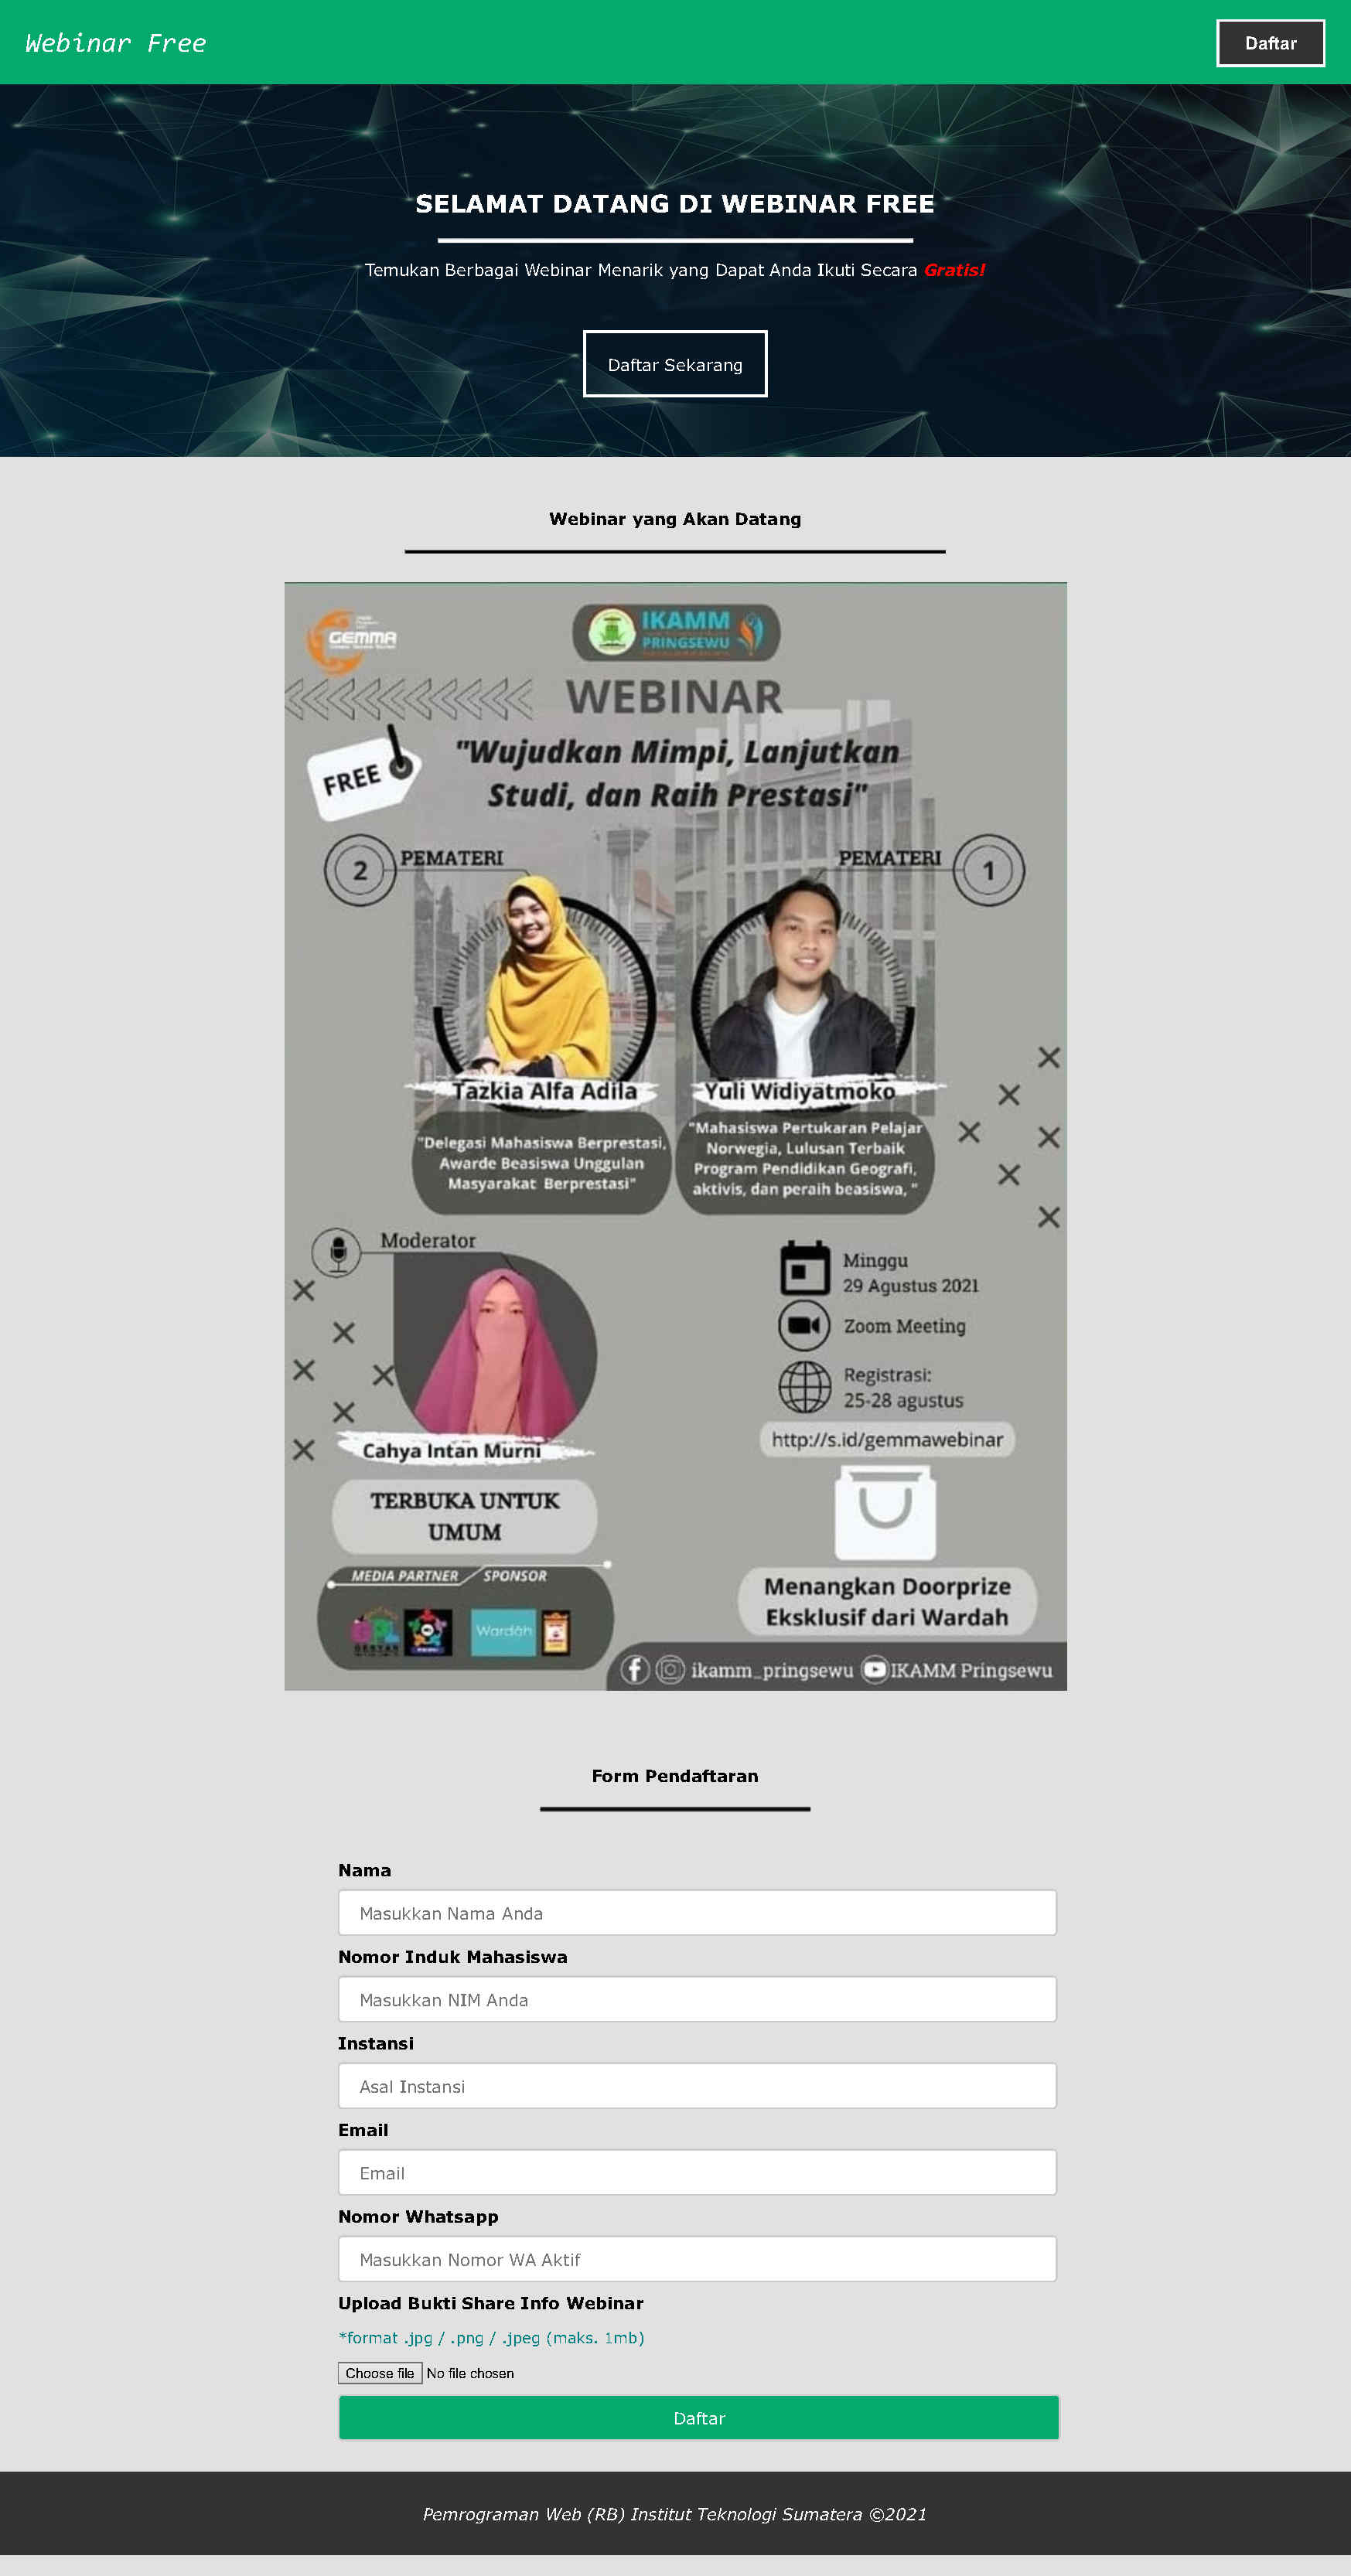 Webinar Free
Daftar
SELAMAT DATANG DI WEBINAR FREE
Temukan Berbagai Webinar Menarik yang Dapat Anda Ikuti Secara Gratis!
Daftar Sekarang
Webinar yang Akan Datang
GEMMA
IKAMM
PRINGSEWU
WEBINAR
FREE
"Wujudkan Mimpi, Lanjutkan
Studi, dan Raih Prestasi"
2
PEMATERI
PEMATERI
1
Tazkia Alfa Adila
"Delegasi Mahasiswa Berprestasi,
Awarde Beasiswa Unggulan
Masyarakat Berprestasi"
Yuli Widiyatmoko
"Mahasiswa Pertukaran Pelajar
Norwegia, Lulusan Terbaik
Program Pendidikan Geografi,
aktivis, dan peraih beasiswa, "
Moderator
Cahya Intan Murni
Minggu
29 Agustus 2021
Zoom Meeting
Registrasi:
25-28 agustus
http://s.id/gemmawebinar
TERBUKA UNTUK
UMUM
MEDIA PARTNER
SPONSOR
Wardah
Menangkan Doorprize
Eksklusif dari Wardah
ikamm_pringsewu
IKAMM Pringsewu
Form Pendaftaran
Nama
Masukkan Nama Anda
Nomor Induk Mahasiswa
Masukkan NIM Anda
Instansi
Asal Instansi
Email
Email
Nomor Whatsapp
Masukkan Nomor WA Aktif
Upload Bukti Share Info Webinar
*format .jpg / .png / .jpeg (maks. 1mb)
Choose file No file chosen
Daftar
Pemrograman Web (RB) Institut Teknologi Sumatera ©2021